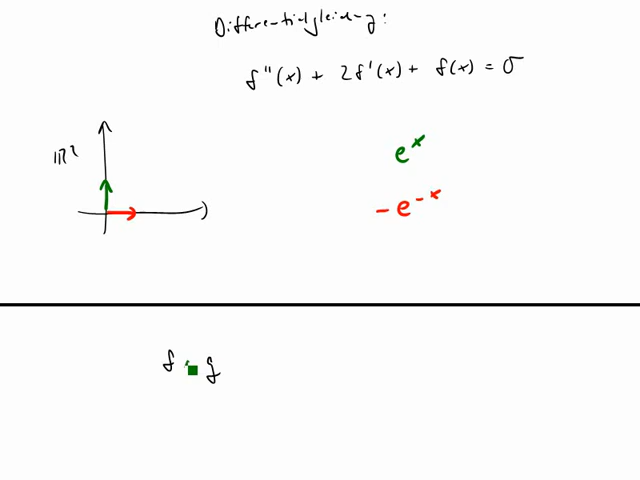 Differentialgleichung:
f''(x) + 2f'(x) + f(x) = 0
ℝ²
e^x
-e^-x
f · g